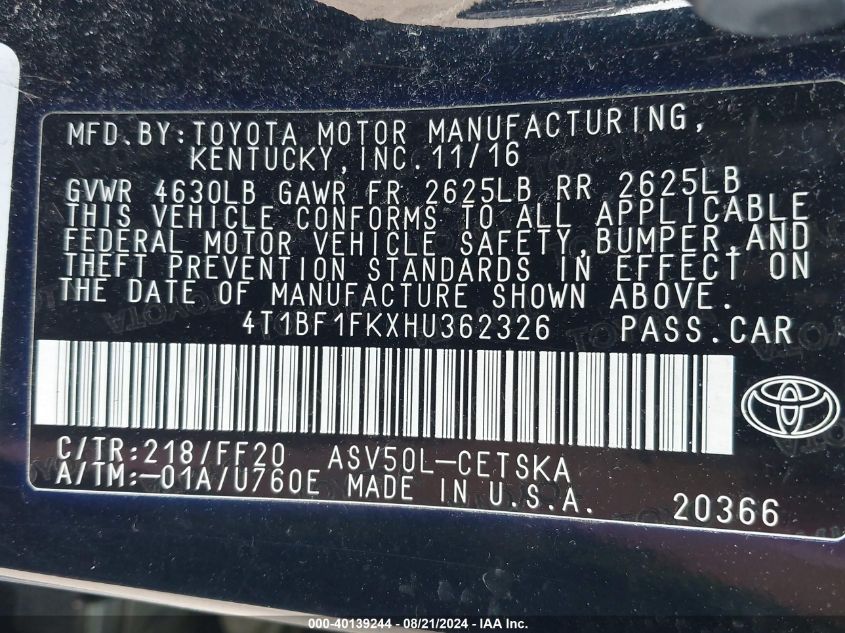 MFD.BY:TOYOTA MOTOR MANUFACTURING,
KENTUCKY,INC.11/16
GVWR 4630LB GAWR FR 2625LB RR 2625LB
THIS VEHICLE CONFORMS TO ALL APPLICABLE
FEDERAL MOTOR VEHICLE SAFETY,BUMPER,AND
THEFT PREVENTION STANDARDS IN EFFECT ON
THE DATE OF MANUFACTURE SHOWN ABOVE.
4T1BF1FKXHU362326 PASS.CAR
C/TR:218/FF20 ASV50L-CETSKA
A/TM:-01A/U760E MADE IN U.S.A. 20366
000-40139244 - 08/21/2024 - IAA Inc.